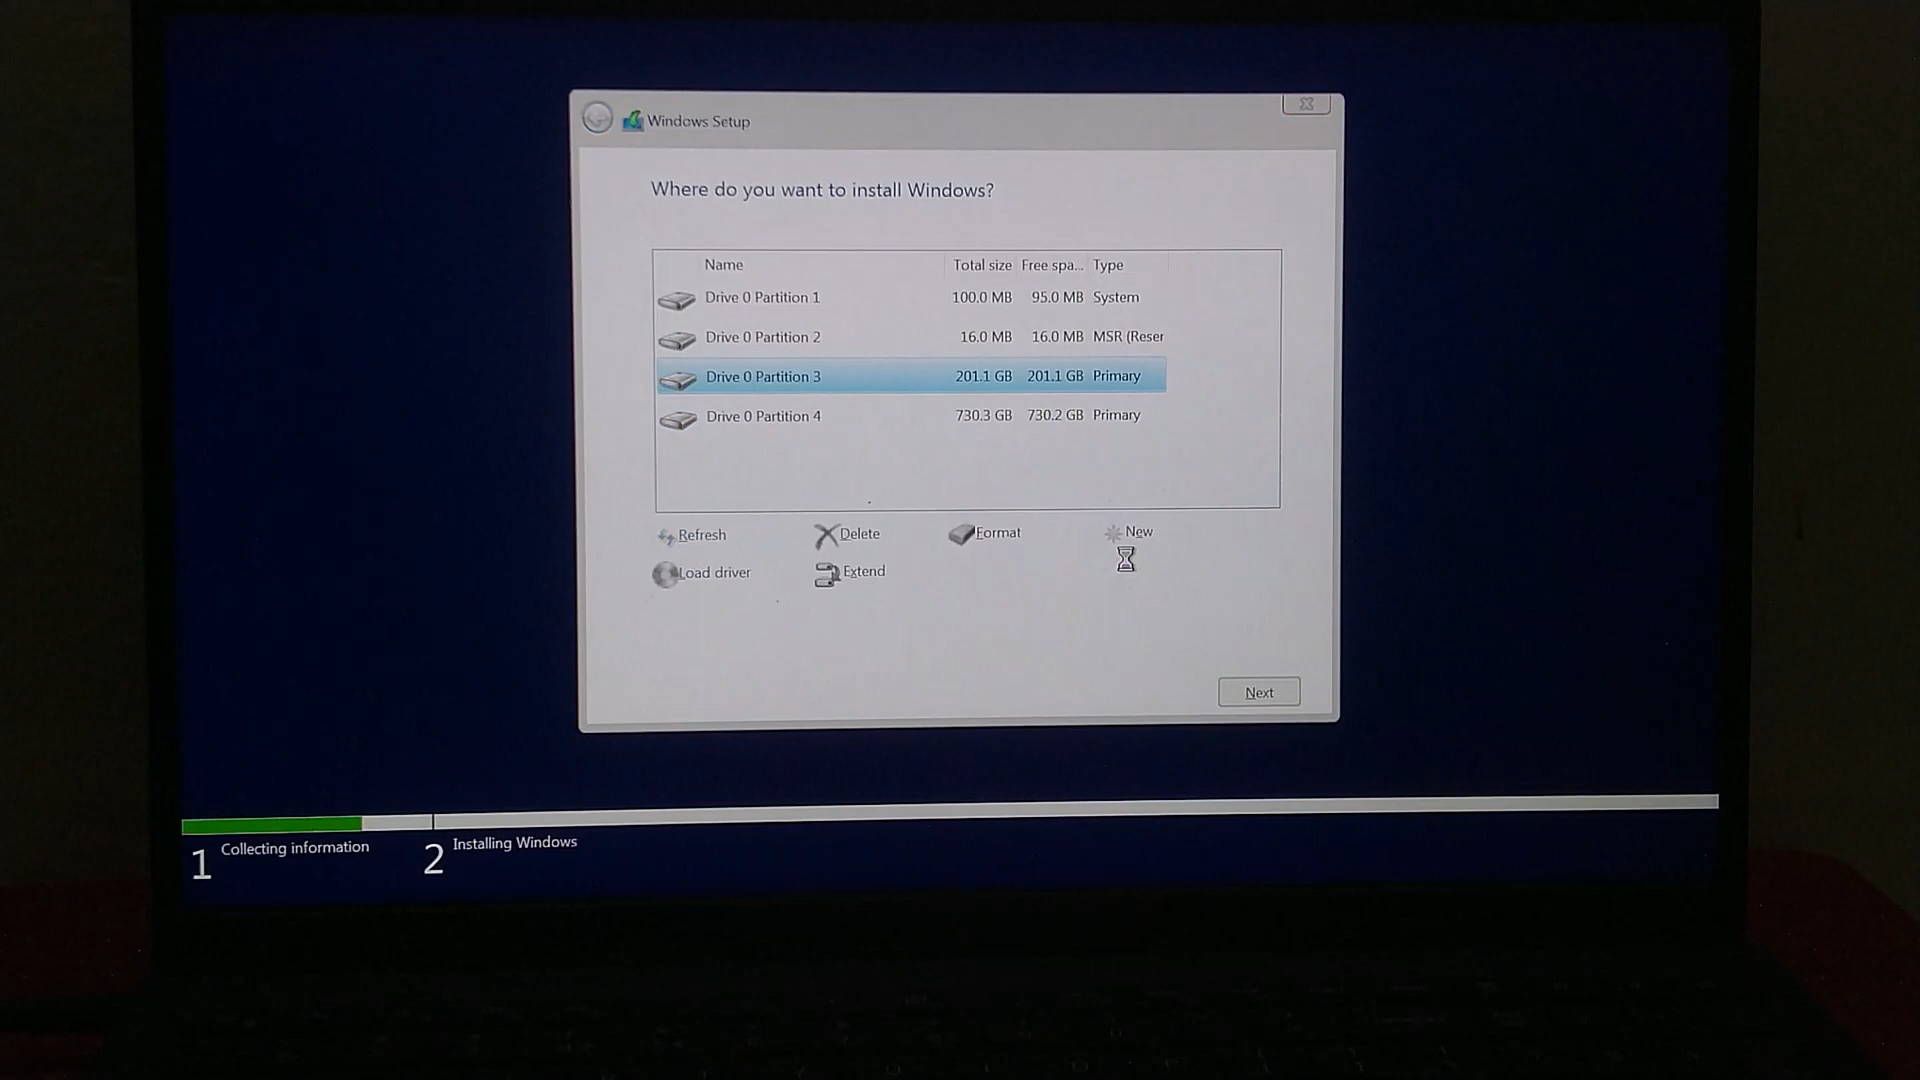 Windows Setup
Where do you want to install Windows?
Name Total size Free spa... Type
Drive 0 Partition 1 100.0 MB 95.0 MB System
Drive 0 Partition 2 16.0 MB 16.0 MB MSR (Reser
Drive 0 Partition 3 201.1 GB 201.1 GB Primary
Drive 0 Partition 4 730.3 GB 730.2 GB Primary
Refresh Delete Format New
Load driver Extend
Next
1 Collecting information 2 Installing Windows